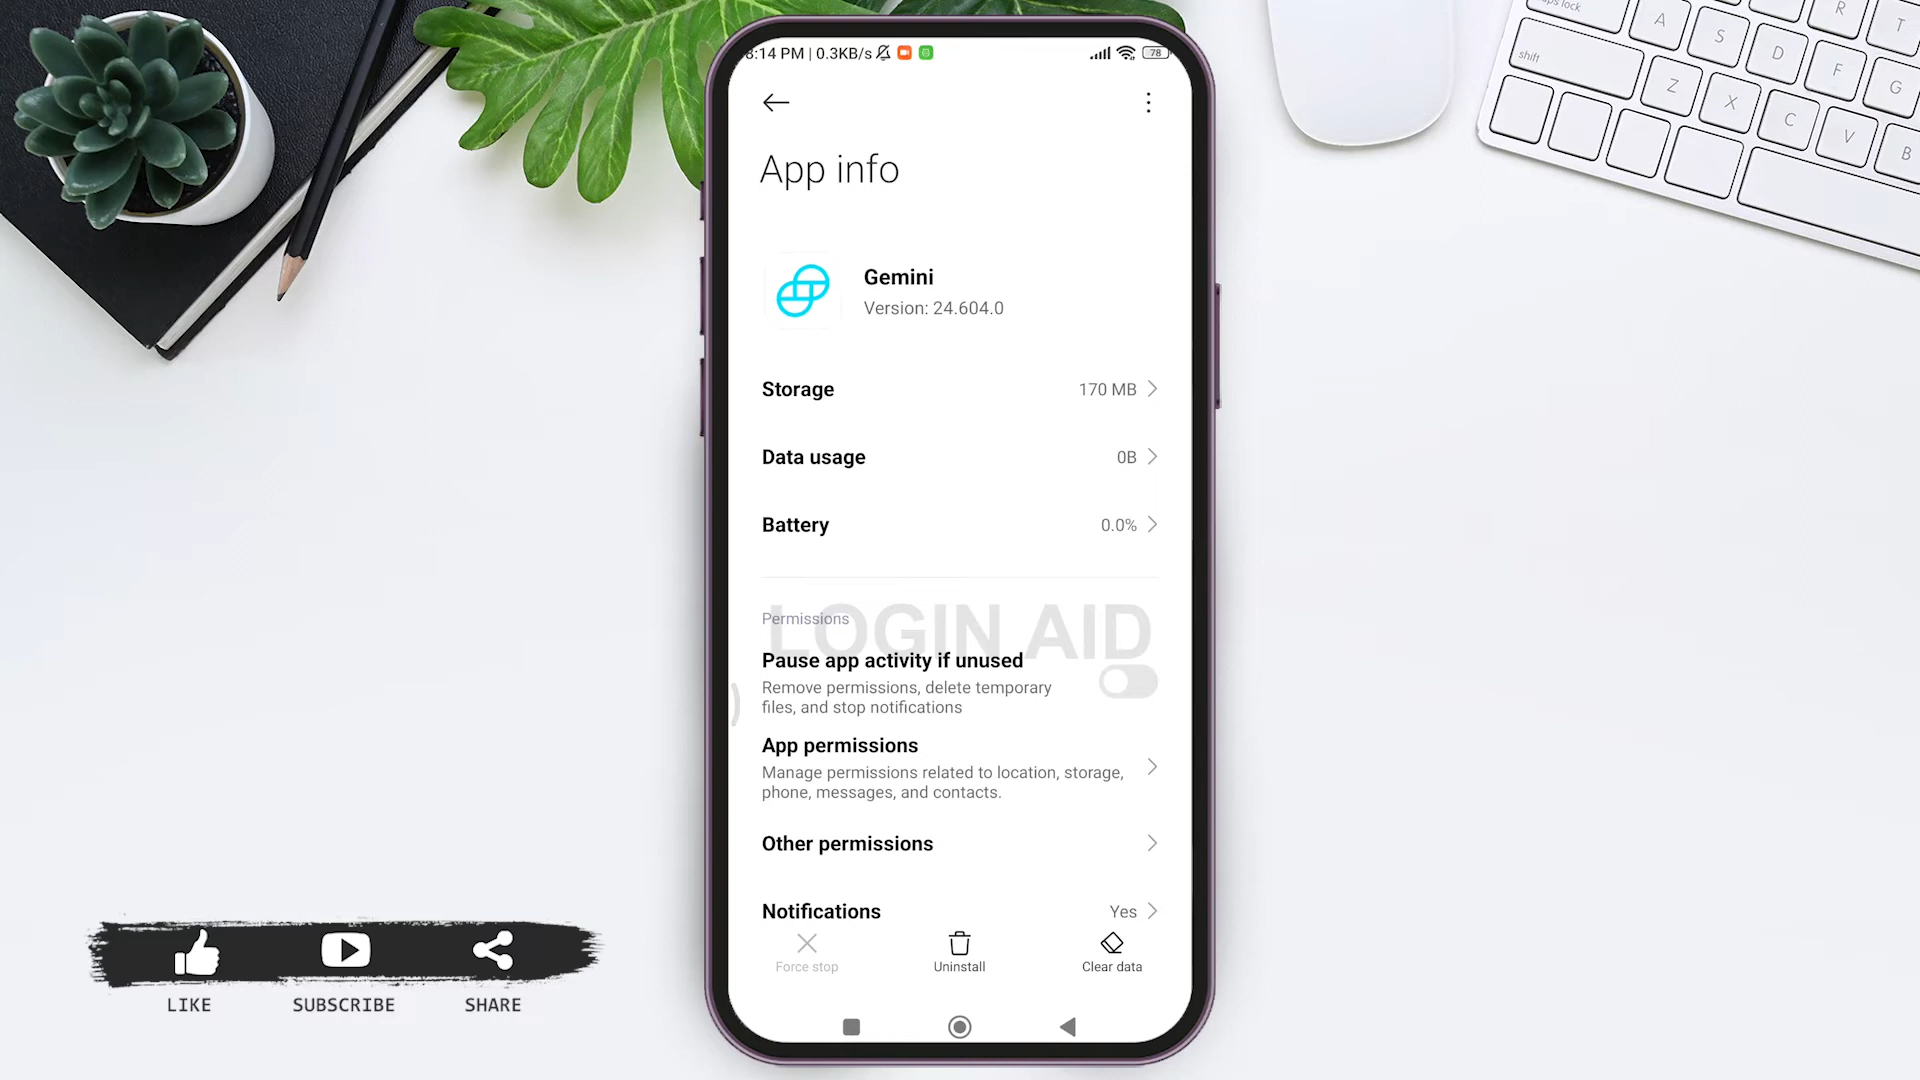 8:14 PM | 0.3KB/s
78
App info
Gemini
Version: 24.604.0
Storage 170 MB
Data usage 0B
Battery 0.0%
LOGIN AID
Permissions
Pause app activity if unused
Remove permissions, delete temporary
files, and stop notifications
App permissions
Manage permissions related to location, storage,
phone, messages, and contacts.
Other permissions
Notifications Yes
Force stop Uninstall Clear data
LIKE SUBSCRIBE SHARE
caps lock A S D F G
R T
shift Z X C V B